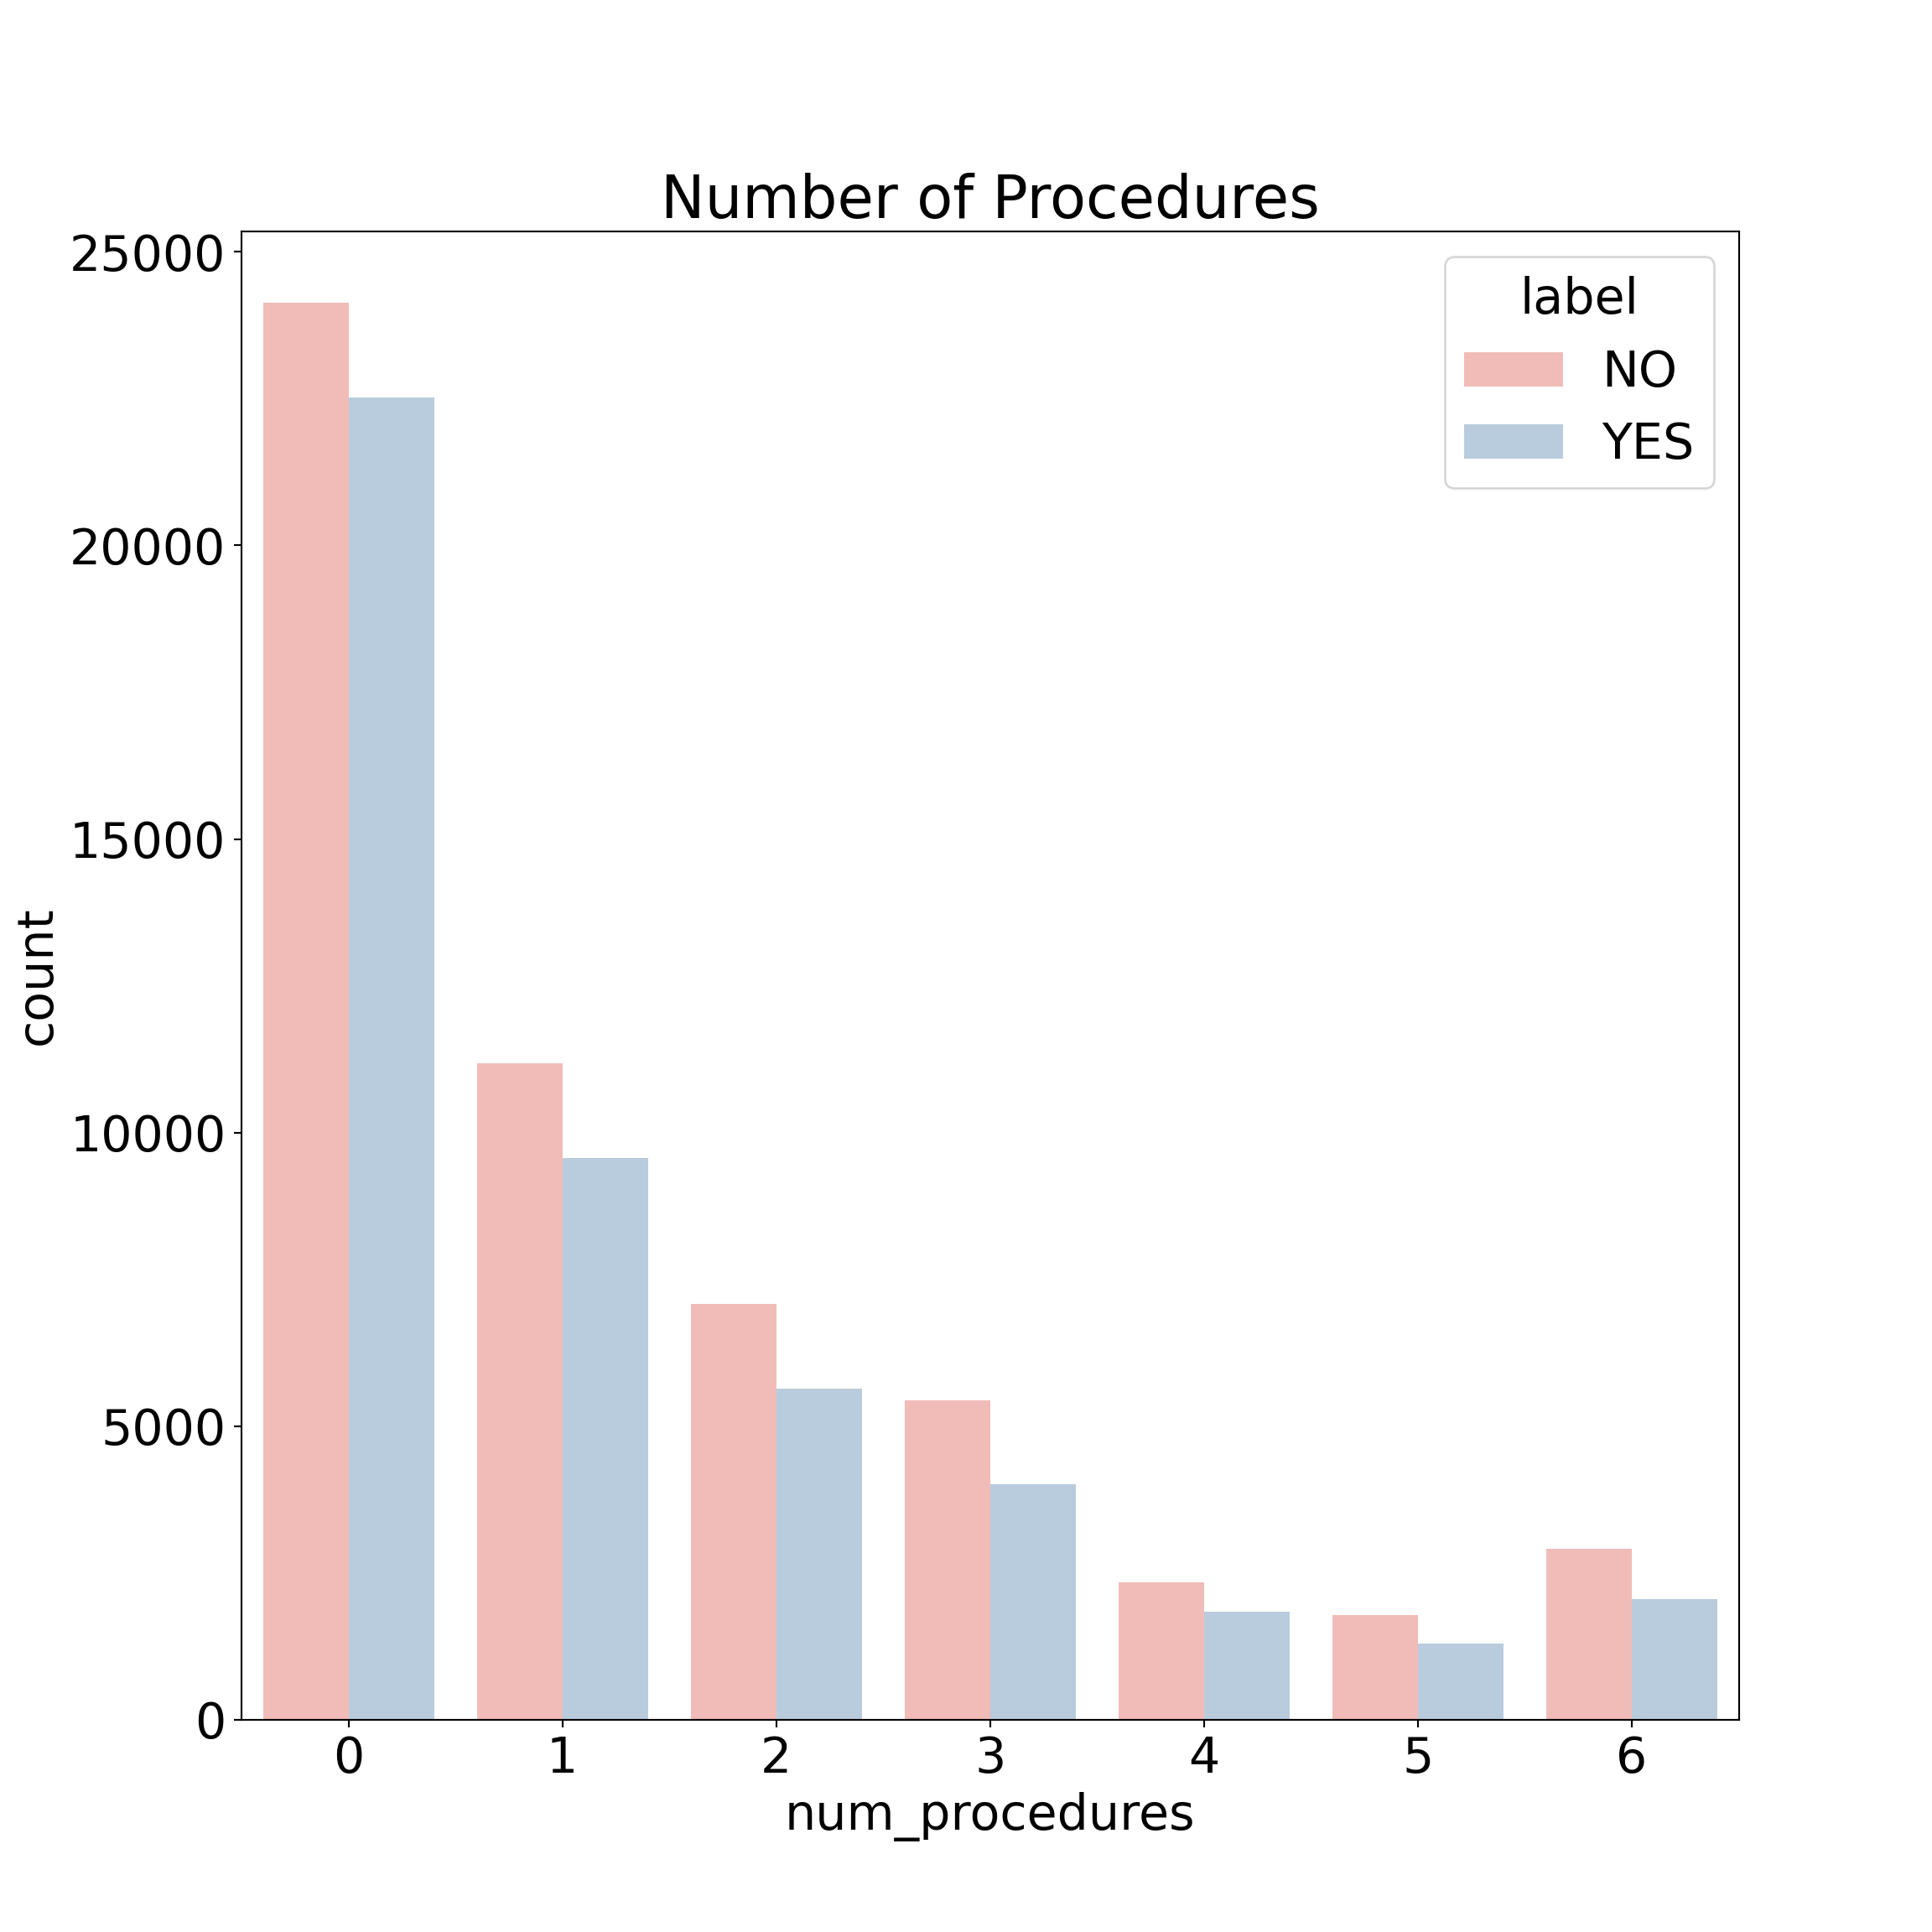 Number of Procedures
label
NO
YES
25000
20000
15000
10000
5000
0
count
0 1 2 3 4 5 6
num_procedures